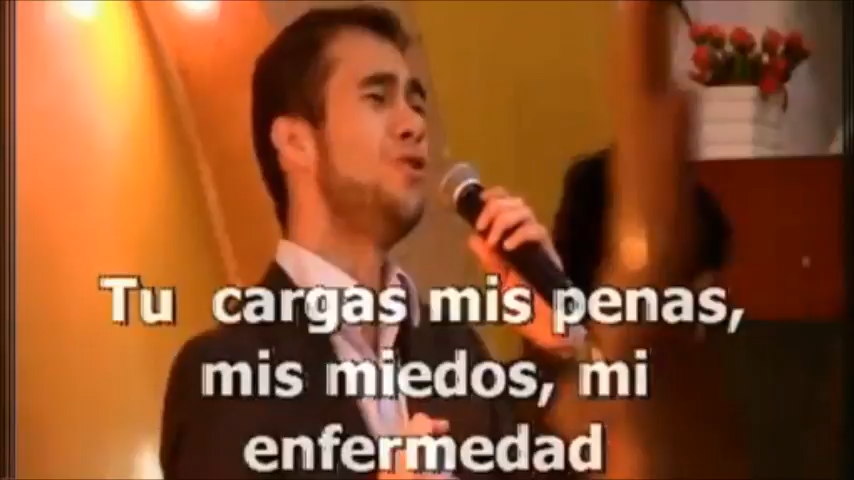 Tu cargas mis penas,
mis miedos, mi
enfermedad